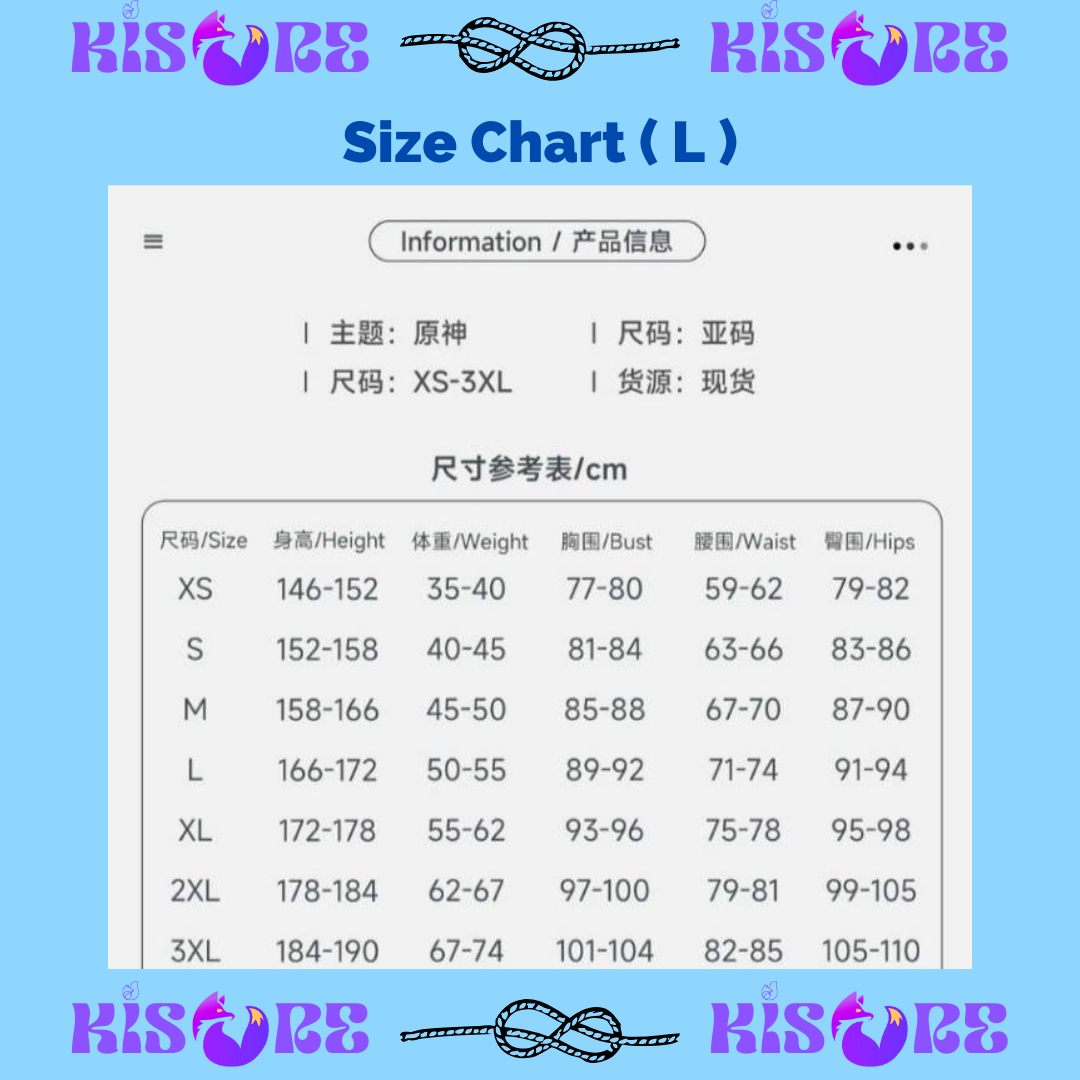 KISURE KISURE
Size Chart ( L )
Information / 产品信息
| 主题：原神 | 尺码：亚码
| 尺码：XS-3XL | 货源：现货
尺寸参考表/cm
尺码/Size 身高/Height 体重/Weight 胸围/Bust 腰围/Waist 臀围/Hips
XS 146-152 35-40 77-80 59-62 79-82
S 152-158 40-45 81-84 63-66 83-86
M 158-166 45-50 85-88 67-70 87-90
L 166-172 50-55 89-92 71-74 91-94
XL 172-178 55-62 93-96 75-78 95-98
2XL 178-184 62-67 97-100 79-81 99-105
3XL 184-190 67-74 101-104 82-85 105-110
KISURE KISURE